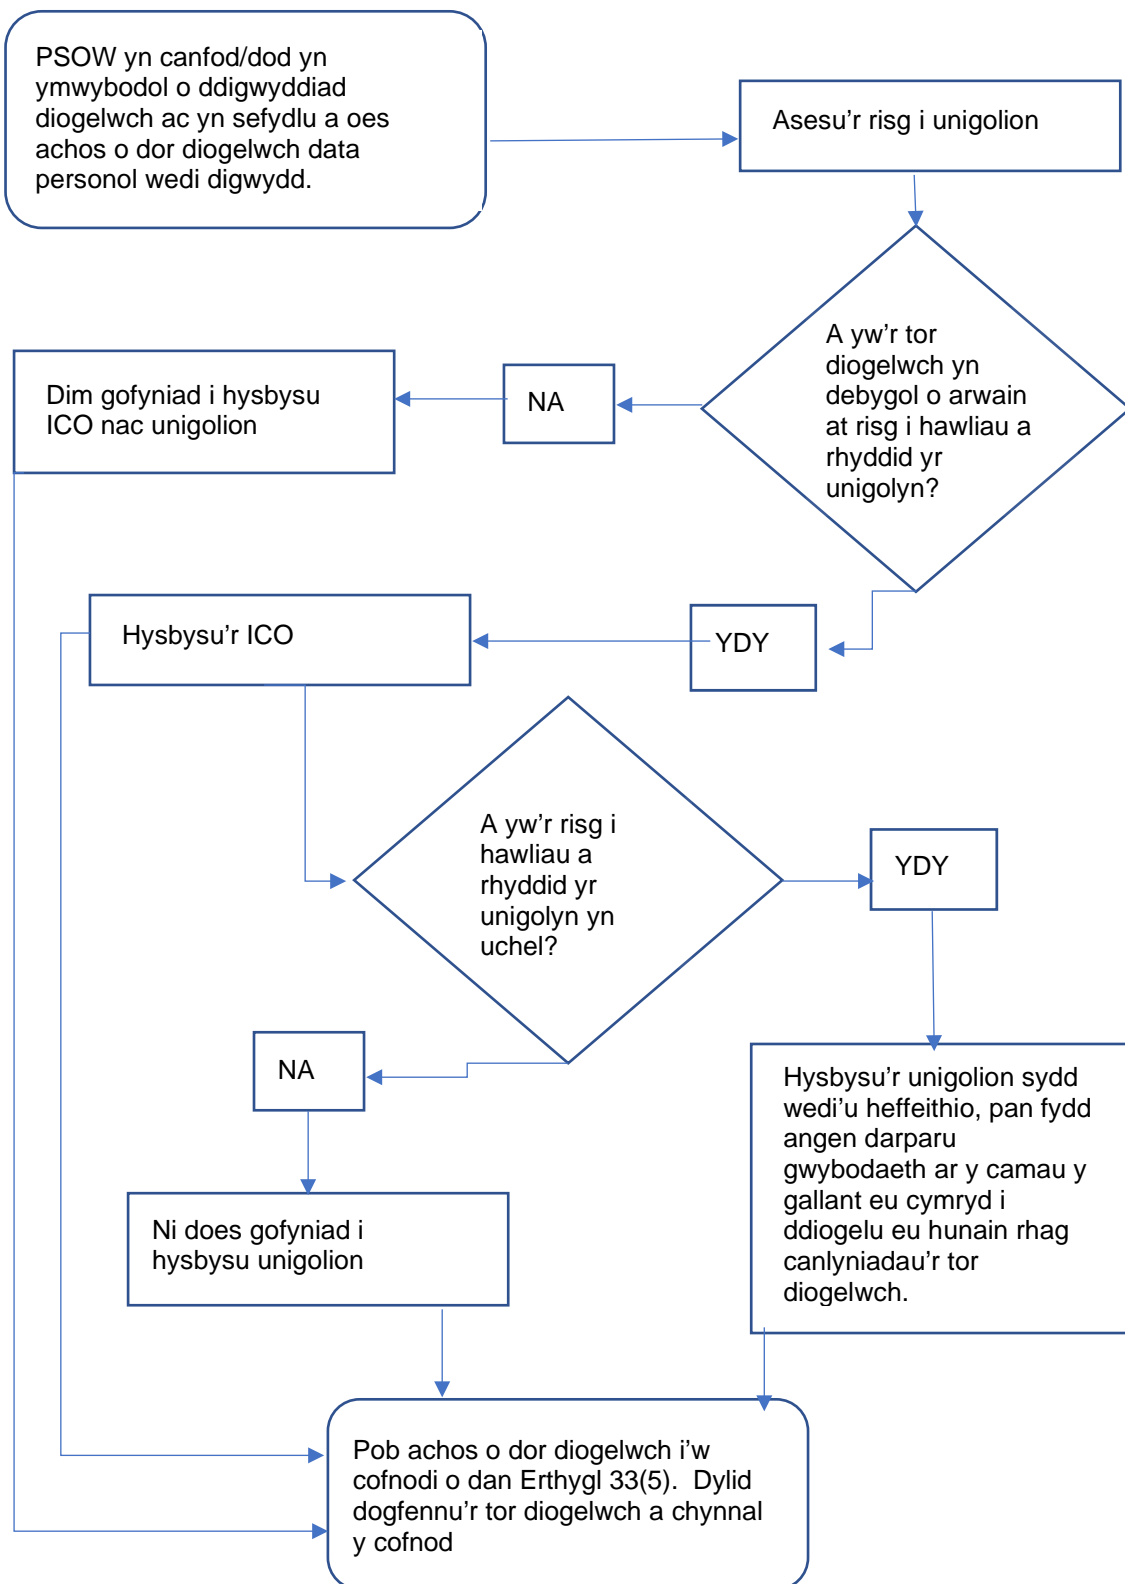 PSOW yn canfod/dod yn
ymwybodol o ddigwyddiad
diogelwch ac yn sefydlu a oes
achos o dor diogelwch data
personol wedi digwydd.
Asesu'r risg i unigolion
A yw'r tor
diogelwch yn
debygol o arwain
at risg i hawliau a
rhyddid yr
unigolyn?
NA
Dim gofyniad i hysbysu
ICO nac unigolion
YDY
Hysbysu'r ICO
A yw'r risg i
hawliau a
rhyddid yr
unigolyn yn
uchel?
YDY
NA
Hysbysu'r unigolion sydd
wedi'u heffeithio, pan fydd
angen darparu
gwybodaeth ar y camau y
gallant eu cymryd i
ddiogelu eu hunain rhag
canlyniadau'r tor
diogelwch.
Ni does gofyniad i
hysbysu unigolion
Pob achos o dor diogelwch i'w
cofnodi o dan Erthygl 33(5).  Dylid
dogfennu'r tor diogelwch a chynnal
y cofnod